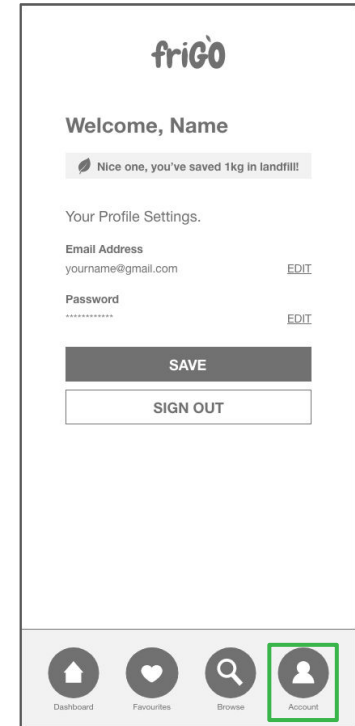 friGÒ
Welcome, Name
Nice one, you've saved 1kg in landfill!
Your Profile Settings.
Email Address
yourname@gmail.com EDIT
Password
************ EDIT
SAVE
SIGN OUT
Dashboard Favourites Browse Account